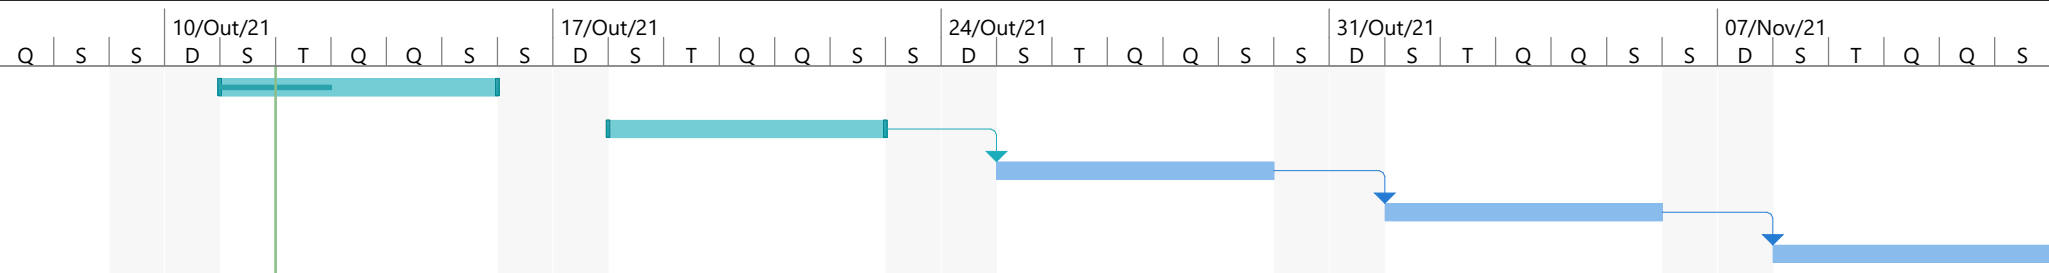 10/Out/21 17/Out/21 24/Out/21 31/Out/21 07/Nov/21
Q S S D S T Q Q S S D S T Q Q S S D S T Q Q S S D S T Q Q S S D S T Q Q S